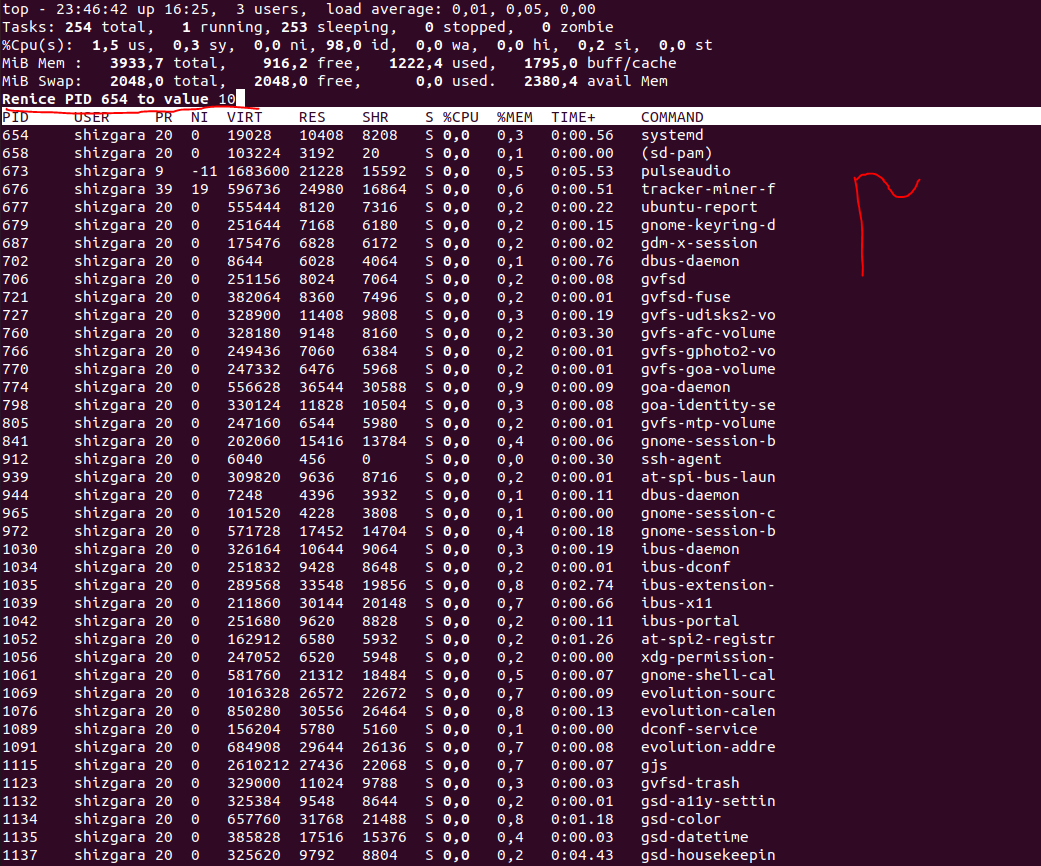 top - 23:46:42 up 16:25,  3 users,  load average: 0,01, 0,05, 0,00
Tasks: 254 total,   1 running, 253 sleeping,   0 stopped,   0 zombie
%Cpu(s):  1,5 us,  0,3 sy,  0,0 ni, 98,0 id,  0,0 wa,  0,0 hi,  0,2 si,  0,0 st
MiB Mem :   3933,7 total,    916,2 free,   1222,4 used,   1795,0 buff/cache
MiB Swap:   2048,0 total,   2048,0 free,      0,0 used.   2380,4 avail Mem
Renice PID 654 to value 10
PID USER PR NI VIRT RES SHR S %CPU %MEM TIME+ COMMAND
654 shizgara 20 0 19028 10408 8208 S 0,0 0,3 0:00.56 systemd
658 shizgara 20 0 103224 3192 20 S 0,0 0,1 0:00.00 (sd-pam)
673 shizgara 9 -11 1683600 21228 15592 S 0,0 0,5 0:05.53 pulseaudio
676 shizgara 39 19 596736 24980 16864 S 0,0 0,6 0:00.51 tracker-miner-f
677 shizgara 20 0 555444 8120 7316 S 0,0 0,2 0:00.22 ubuntu-report
679 shizgara 20 0 251644 7168 6180 S 0,0 0,2 0:00.15 gnome-keyring-d
687 shizgara 20 0 175476 6828 6172 S 0,0 0,2 0:00.02 gdm-x-session
702 shizgara 20 0 8644 6028 4064 S 0,0 0,1 0:00.76 dbus-daemon
706 shizgara 20 0 251156 8024 7064 S 0,0 0,2 0:00.08 gvfsd
721 shizgara 20 0 382064 8360 7496 S 0,0 0,2 0:00.01 gvfsd-fuse
727 shizgara 20 0 328900 11408 9808 S 0,0 0,3 0:00.19 gvfs-udisks2-vo
760 shizgara 20 0 328180 9148 8160 S 0,0 0,2 0:03.30 gvfs-afc-volume
766 shizgara 20 0 249436 7060 6384 S 0,0 0,2 0:00.01 gvfs-gphoto2-vo
770 shizgara 20 0 247332 6476 5968 S 0,0 0,2 0:00.01 gvfs-goa-volume
774 shizgara 20 0 556628 36544 30588 S 0,0 0,9 0:00.09 goa-daemon
798 shizgara 20 0 330124 11828 10504 S 0,0 0,3 0:00.08 goa-identity-se
805 shizgara 20 0 247160 6544 5980 S 0,0 0,2 0:00.01 gvfs-mtp-volume
841 shizgara 20 0 202060 15416 13784 S 0,0 0,4 0:00.06 gnome-session-b
912 shizgara 20 0 6040 456 0 S 0,0 0,0 0:00.30 ssh-agent
939 shizgara 20 0 309820 9636 8716 S 0,0 0,2 0:00.01 at-spi-bus-laun
944 shizgara 20 0 7248 4396 3932 S 0,0 0,1 0:00.11 dbus-daemon
965 shizgara 20 0 101520 4228 3808 S 0,0 0,1 0:00.00 gnome-session-c
972 shizgara 20 0 571728 17452 14704 S 0,0 0,4 0:00.18 gnome-session-b
1030 shizgara 20 0 326164 10644 9064 S 0,0 0,3 0:00.19 ibus-daemon
1034 shizgara 20 0 251832 9428 8648 S 0,0 0,2 0:00.01 ibus-dconf
1035 shizgara 20 0 289568 33548 19856 S 0,0 0,8 0:02.74 ibus-extension-
1039 shizgara 20 0 211860 30144 20148 S 0,0 0,7 0:00.66 ibus-x11
1042 shizgara 20 0 251680 9620 8828 S 0,0 0,2 0:00.11 ibus-portal
1052 shizgara 20 0 162912 6580 5932 S 0,0 0,2 0:01.26 at-spi2-registr
1056 shizgara 20 0 247052 6520 5948 S 0,0 0,2 0:00.00 xdg-permission-
1061 shizgara 20 0 581760 21312 18484 S 0,0 0,5 0:00.07 gnome-shell-cal
1069 shizgara 20 0 1016328 26572 22672 S 0,0 0,7 0:00.09 evolution-sourc
1076 shizgara 20 0 850280 30556 26464 S 0,0 0,8 0:00.13 evolution-calen
1089 shizgara 20 0 156204 5780 5160 S 0,0 0,1 0:00.00 dconf-service
1091 shizgara 20 0 684908 29644 26136 S 0,0 0,7 0:00.08 evolution-addre
1115 shizgara 20 0 2610212 27436 22068 S 0,0 0,7 0:00.07 gjs
1123 shizgara 20 0 329000 11024 9788 S 0,0 0,3 0:00.03 gvfsd-trash
1132 shizgara 20 0 325384 9548 8644 S 0,0 0,2 0:00.01 gsd-a11y-settin
1134 shizgara 20 0 657760 31768 21488 S 0,0 0,8 0:01.18 gsd-color
1135 shizgara 20 0 385828 17516 15376 S 0,0 0,4 0:00.03 gsd-datetime
1137 shizgara 20 0 325620 9792 8804 S 0,0 0,2 0:04.43 gsd-housekeepin